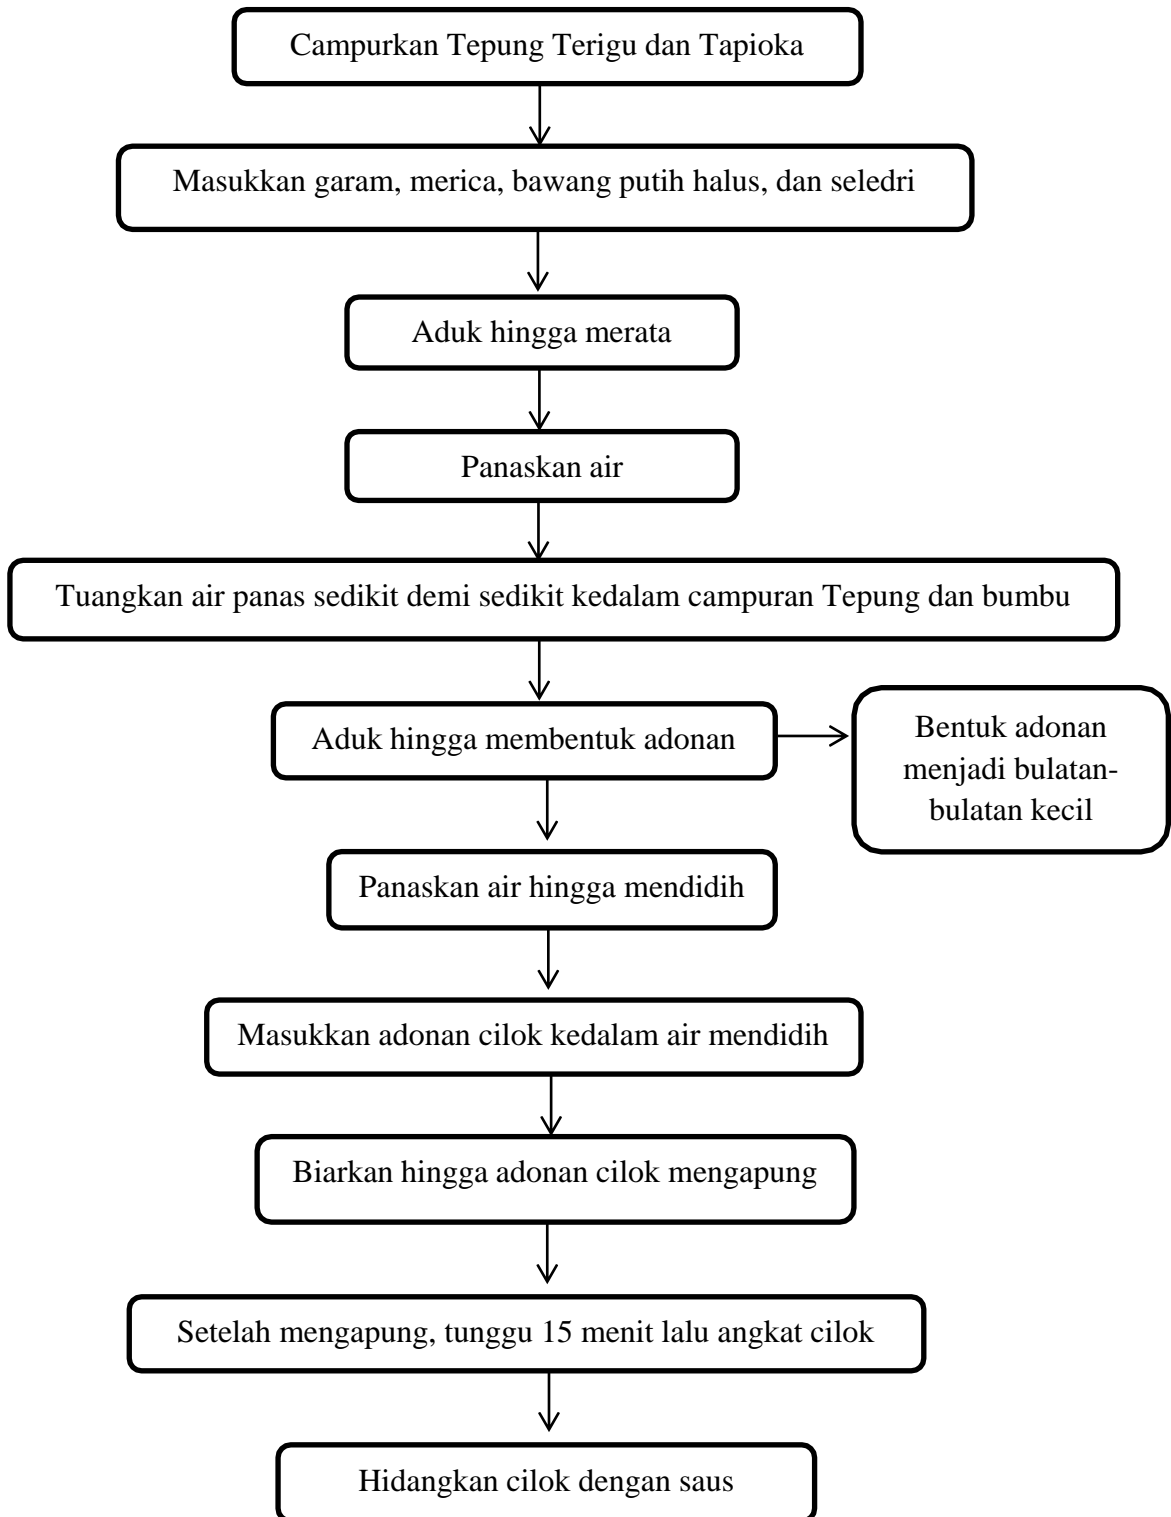 Campurkan Tepung Terigu dan Tapioka
Masukkan garam, merica, bawang putih halus, dan seledri
Aduk hingga merata
Panaskan air
Tuangkan air panas sedikit demi sedikit kedalam campuran Tepung dan bumbu
Aduk hingga membentuk adonan
Bentuk adonan
menjadi bulatan-
bulatan kecil
Panaskan air hingga mendidih
Masukkan adonan cilok kedalam air mendidih
Biarkan hingga adonan cilok mengapung
Setelah mengapung, tunggu 15 menit lalu angkat cilok
Hidangkan cilok dengan saus